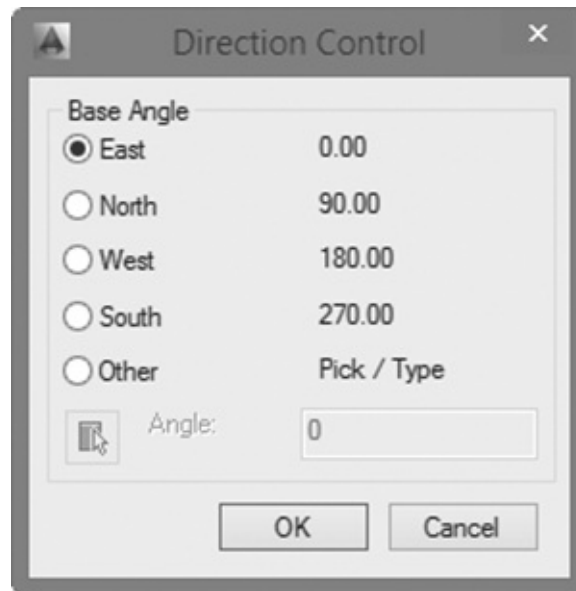 Direction Control
Base Angle
East 0.00
North 90.00
West 180.00
South 270.00
Other Pick / Type
Angle: 0
OK Cancel